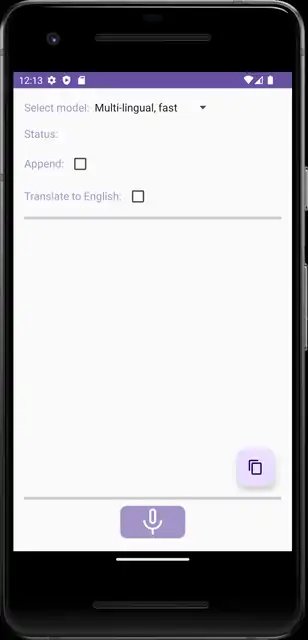 12:13
Select model: Multi-lingual, fast
Status:
Append:
Translate to English: